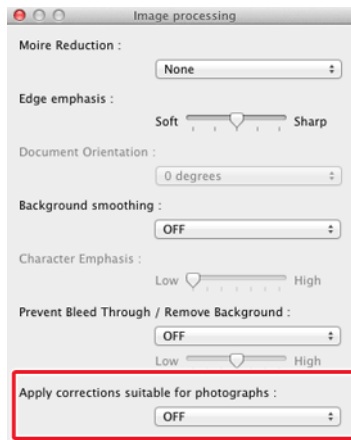 Image processing
Moire Reduction :
None
Edge emphasis :
Soft Sharp
Document Orientation :
0 degrees
Background smoothing :
OFF
Character Emphasis :
Low High
Prevent Bleed Through / Remove Background :
OFF
Low High
Apply corrections suitable for photographs :
OFF